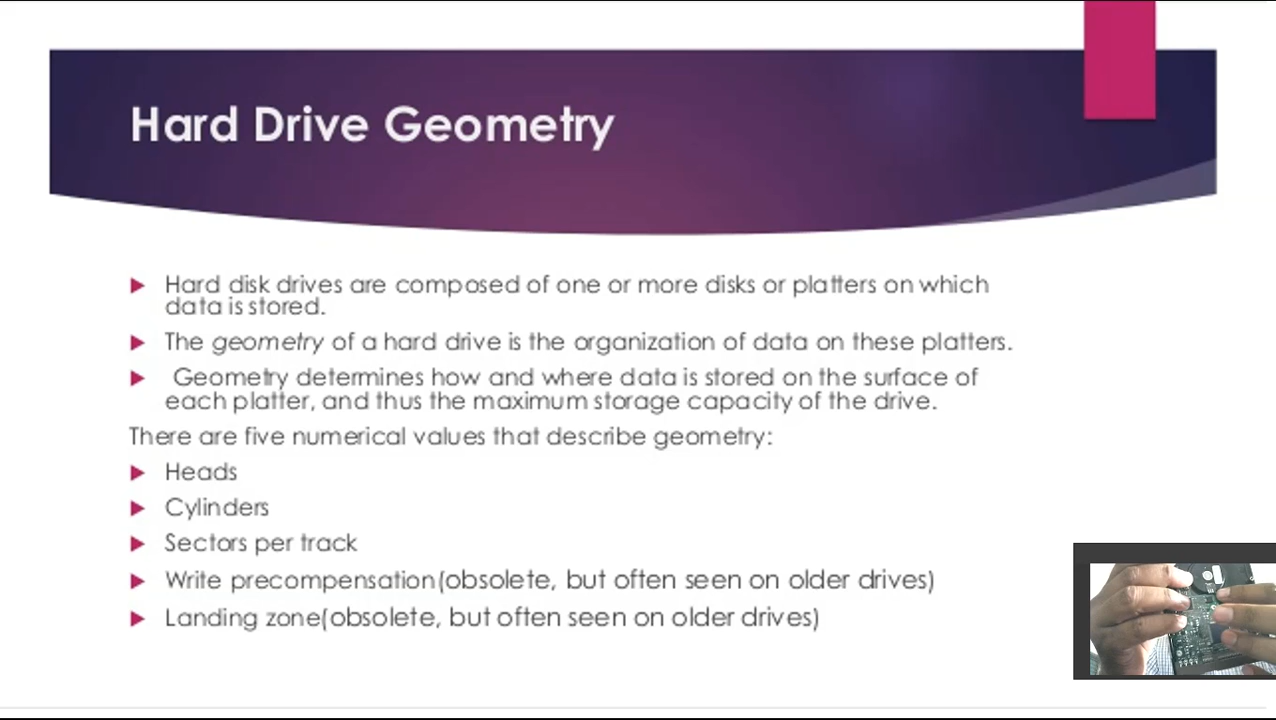 Hard Drive Geometry
Hard disk drives are composed of one or more disks or platters on which
data is stored.
The geometry of a hard drive is the organization of data on these platters.
Geometry determines how and where data is stored on the surface of
each platter, and thus the maximum storage capacity of the drive.
There are five numerical values that describe geometry:
Heads
Cylinders
Sectors per track
Write precompensation(obsolete, but often seen on older drives)
Landing zone(obsolete, but often seen on older drives)